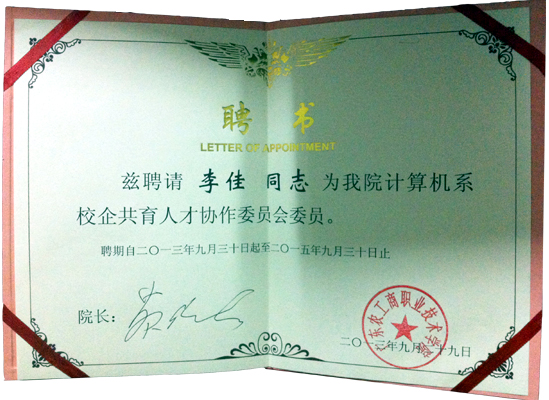 聘 书
LETTER OF APPOINTMENT
兹聘请 李佳 同志 为我院计算机系
校企共育人才协作委员会委员。
聘期自二〇一三年九月三十日起至二〇一五年九月三十日止
院长：
广东农工商职业技术学院
二〇一三年九月二十九日